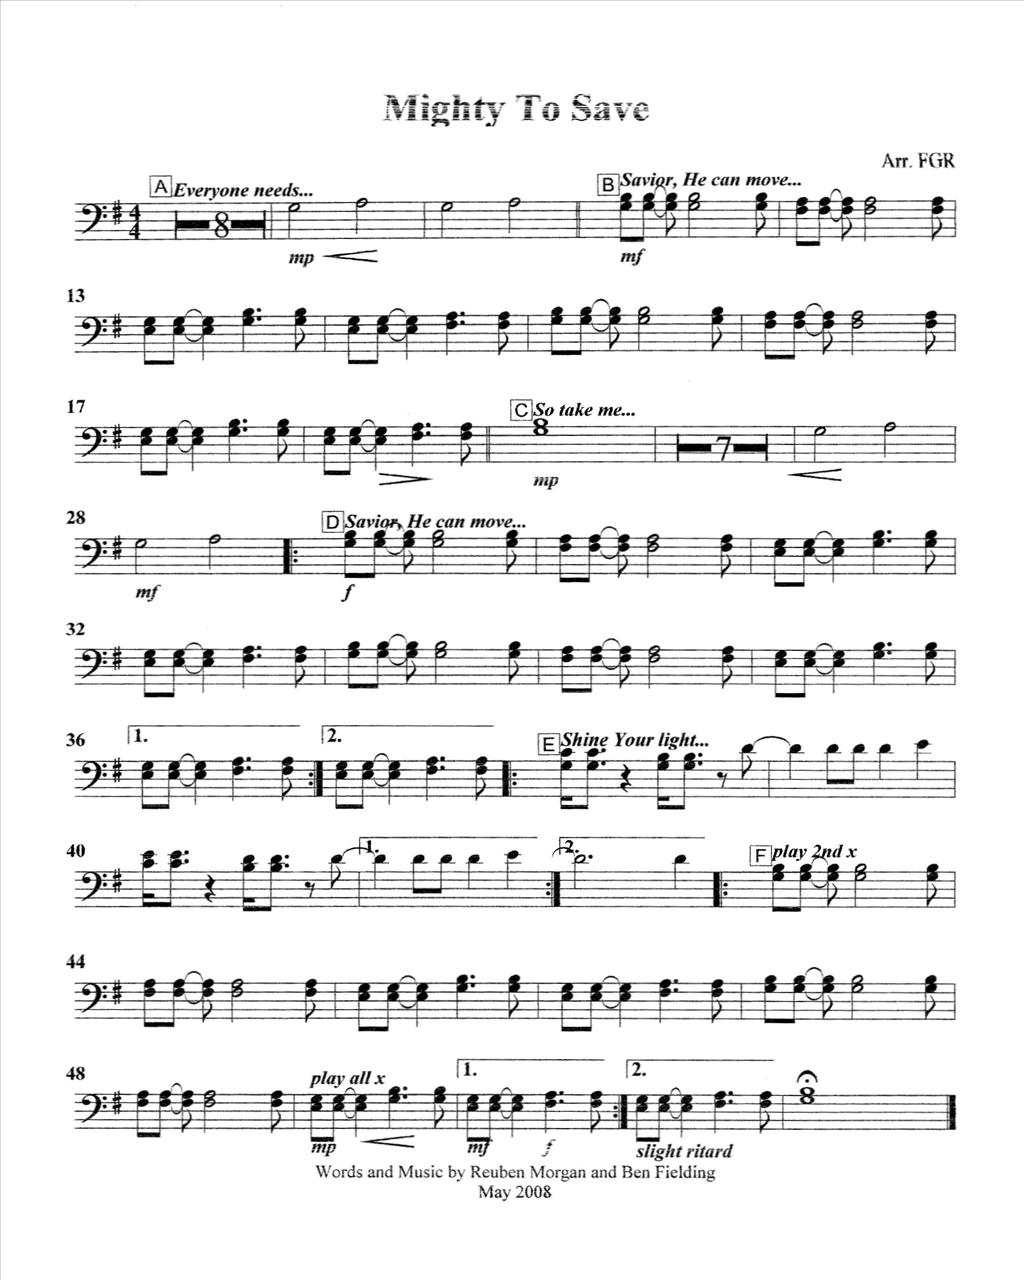 Mighty To Save
Arr. FGR
A Everyone needs...
B Savior, He can move...
4
4
8
mp
mf
13
17
C So take me...
7
mp
28
D Savior, He can move...
mf
f
32
36
1.
2.
E Shine Your light...
40
1.
2.
F play 2nd x
44
48
play all x
1.
2.
mp
mf
f
slight ritard
Words and Music by Reuben Morgan and Ben Fielding
May 2008